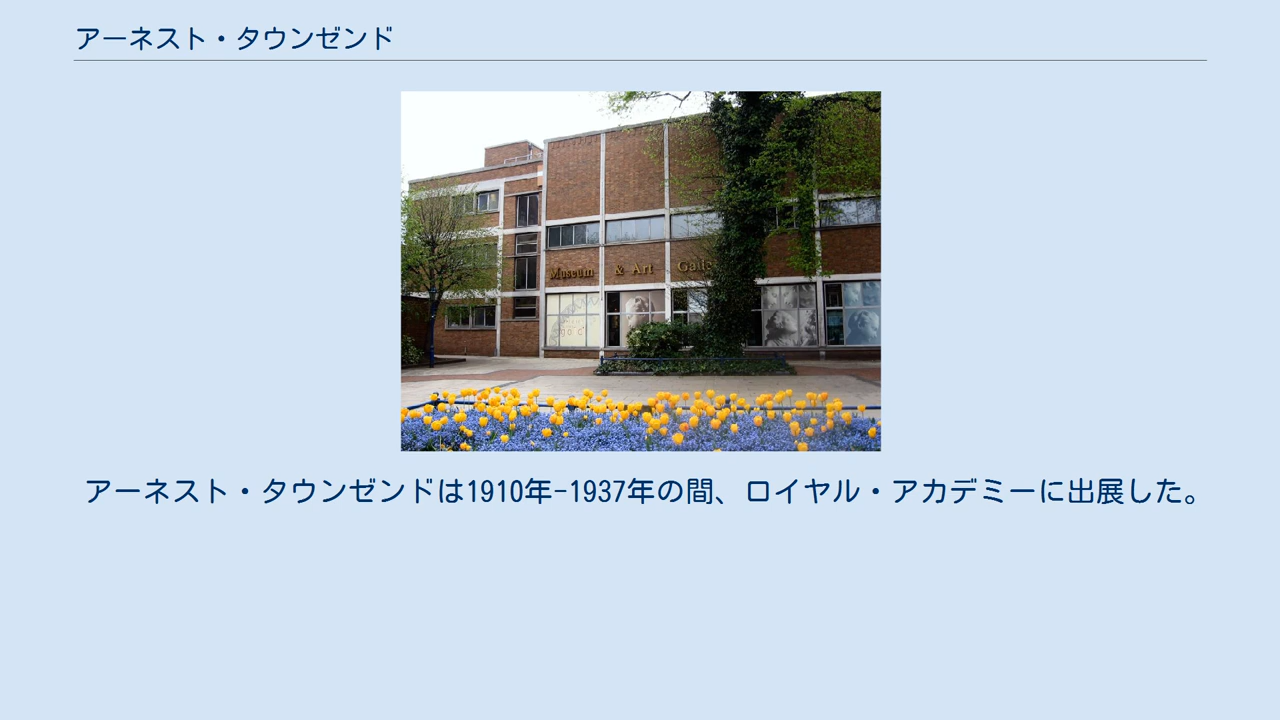 アーネスト・タウンゼンド
Museum & Art Galle
アーネスト・タウンゼンドは1910年-1937年の間、ロイヤル・アカデミーに出展した。